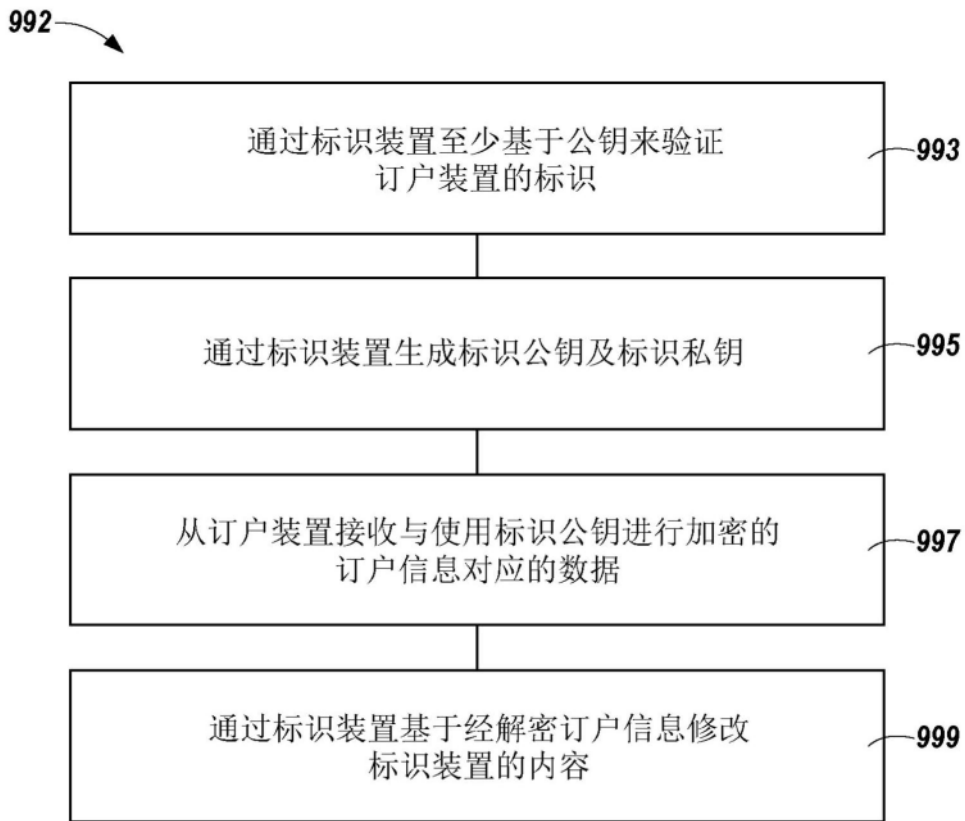 992
通过标识装置至少基于公钥来验证
订户装置的标识
993
通过标识装置生成标识公钥及标识私钥
995
从订户装置接收与使用标识公钥进行加密的
订户信息对应的数据
997
通过标识装置基于经解密订户信息修改
标识装置的内容
999